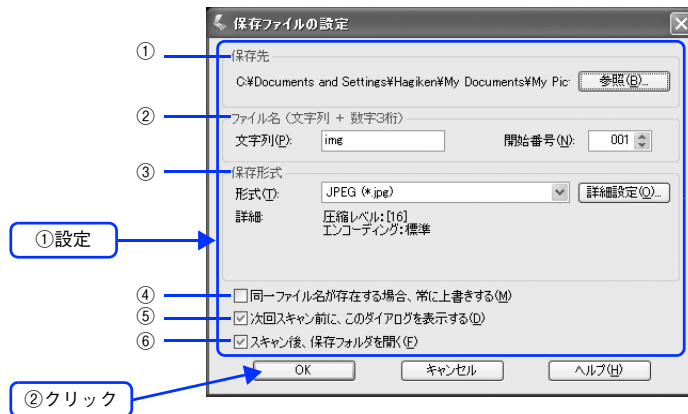 保存ファイルの設定
①
保存先
C:¥Documents and Settings¥Hagiken¥My Documents¥My Pic
参照(B)...
②
ファイル名 (文字列 + 数字3桁)
文字列(P):
img
開始番号(N):
001
③
保存形式
形式(T):
JPEG (*.jpg)
詳細設定(O)...
詳細:
圧縮レベル:[16]
エンコーディング:標準
①設定
④
同一ファイル名が存在する場合、常に上書きする(M)
⑤
次回スキャン前に、このダイアログを表示する(D)
⑥
スキャン後、保存フォルダを開く(F)
OK
キャンセル
ヘルプ(H)
②クリック